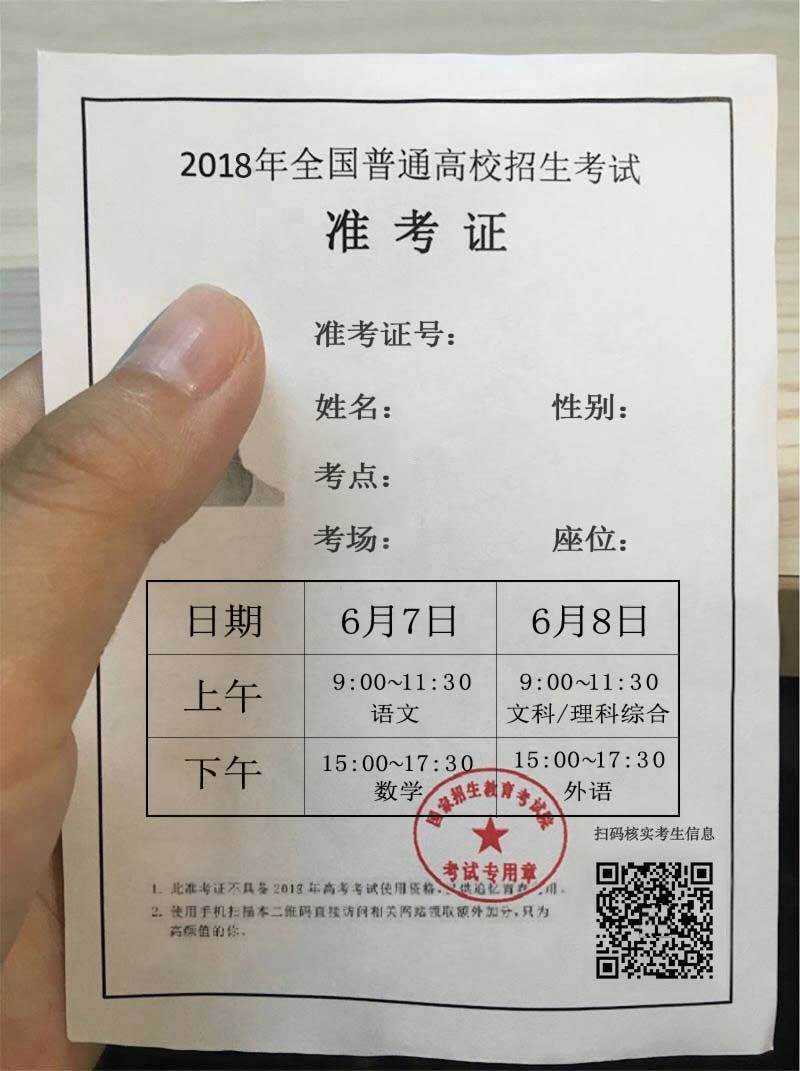 2018年全国普通高校招生考试
准考证
准考证号：
姓名： 性别：
考点：
考场： 座位：
日期 6月7日 6月8日
上午 9:00~11:30 9:00~11:30
语文 文科/理科综合
下午 15:00~17:30 15:00~17:30
数学 外语
国家招生教育考试院
考试专用章
扫码核实考生信息
1. 此准考证不具备2018年高考考试使用资格，
2. 使用手机扫描本二维码直接访问相关网站领取额外加分，只为
高颜值的你、